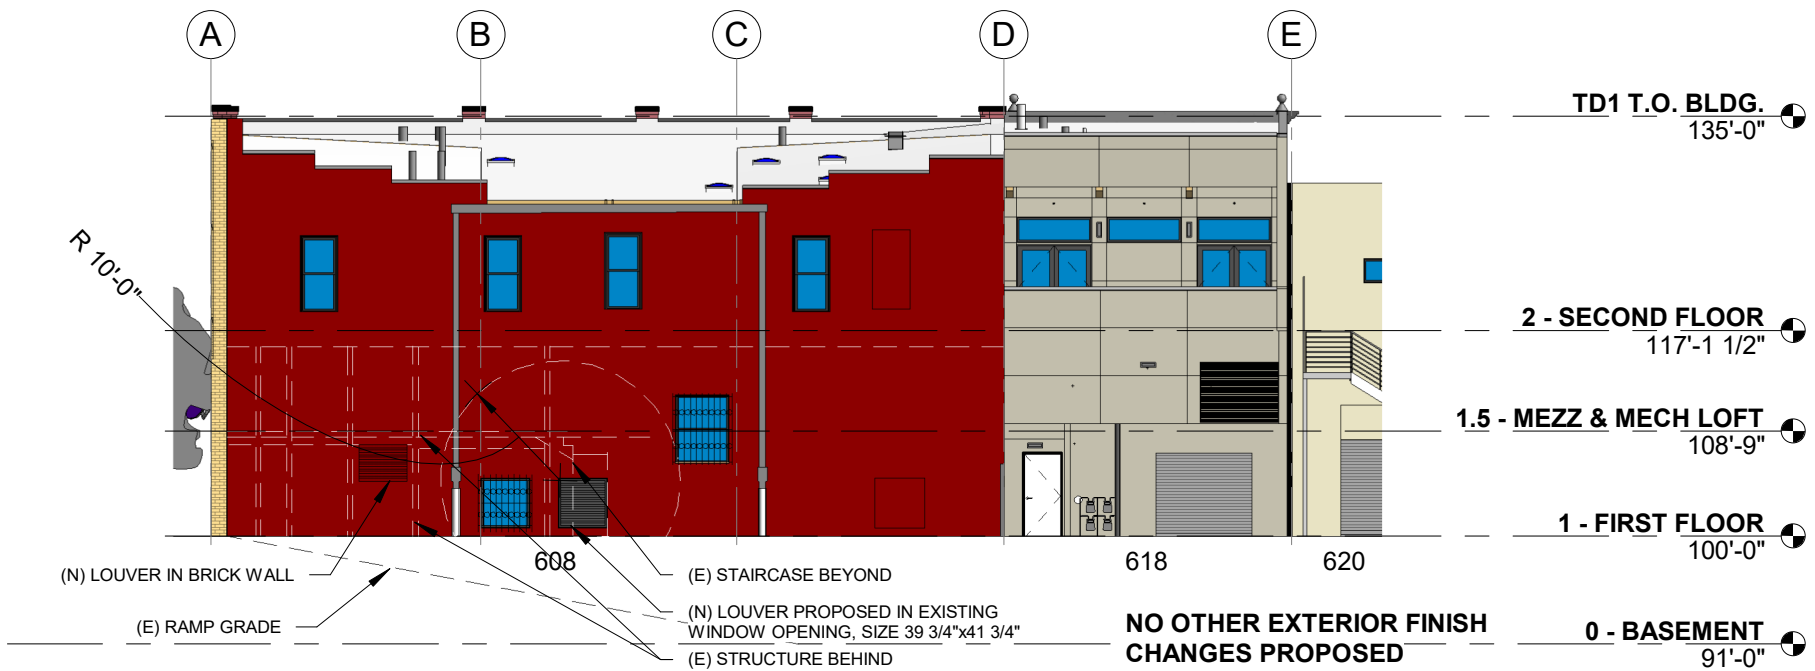 A
B
C
D
E
TD1 T.O. BLDG.
135'-0"
R 10'-0"
2 - SECOND FLOOR
117'-1 1/2"
1.5 - MEZZ & MECH LOFT
108'-9"
1 - FIRST FLOOR
100'-0"
608
618
620
(N) LOUVER IN BRICK WALL
(E) STAIRCASE BEYOND
(E) RAMP GRADE
(N) LOUVER PROPOSED IN EXISTING
WINDOW OPENING, SIZE 39 3/4"x41 3/4"
(E) STRUCTURE BEHIND
NO OTHER EXTERIOR FINISH
CHANGES PROPOSED
0 - BASEMENT
91'-0"